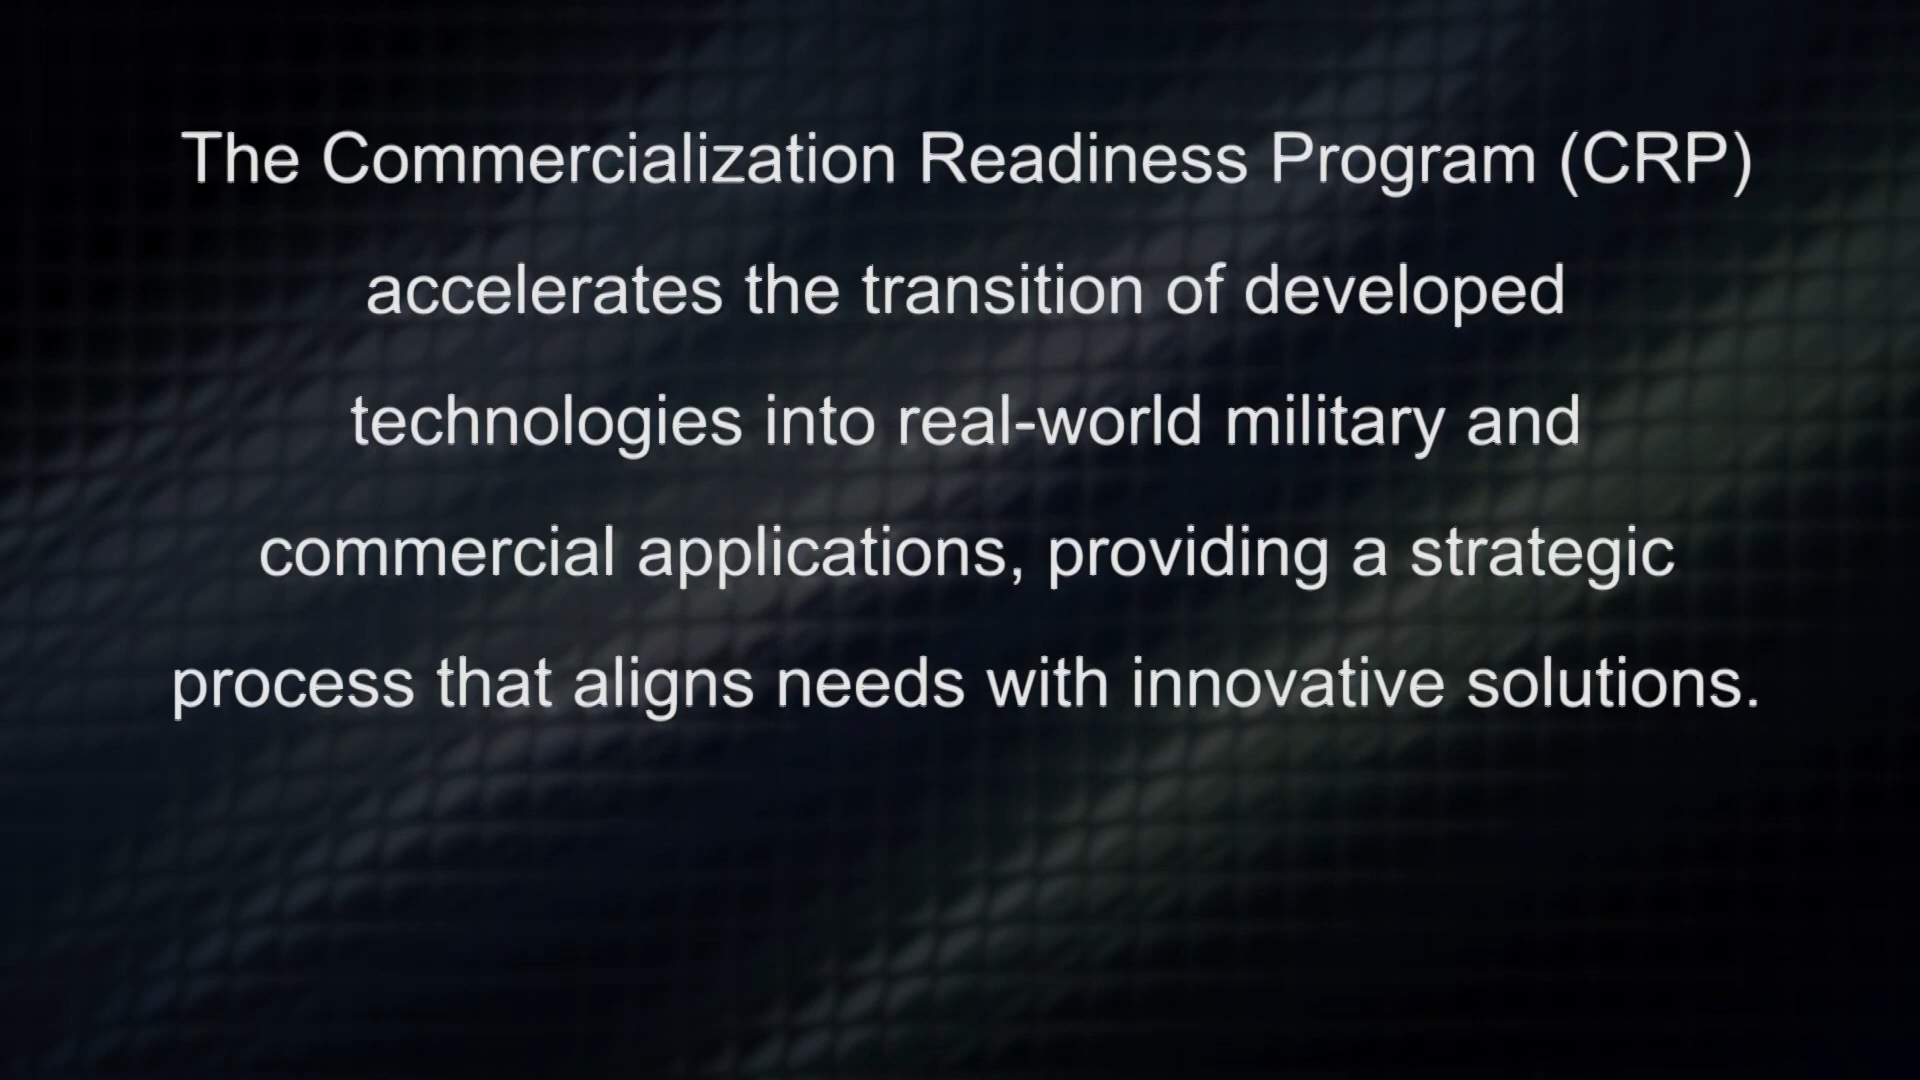 The Commercialization Readiness Program (CRP)
accelerates the transition of developed
technologies into real-world military and
commercial applications, providing a strategic
process that aligns needs with innovative solutions.